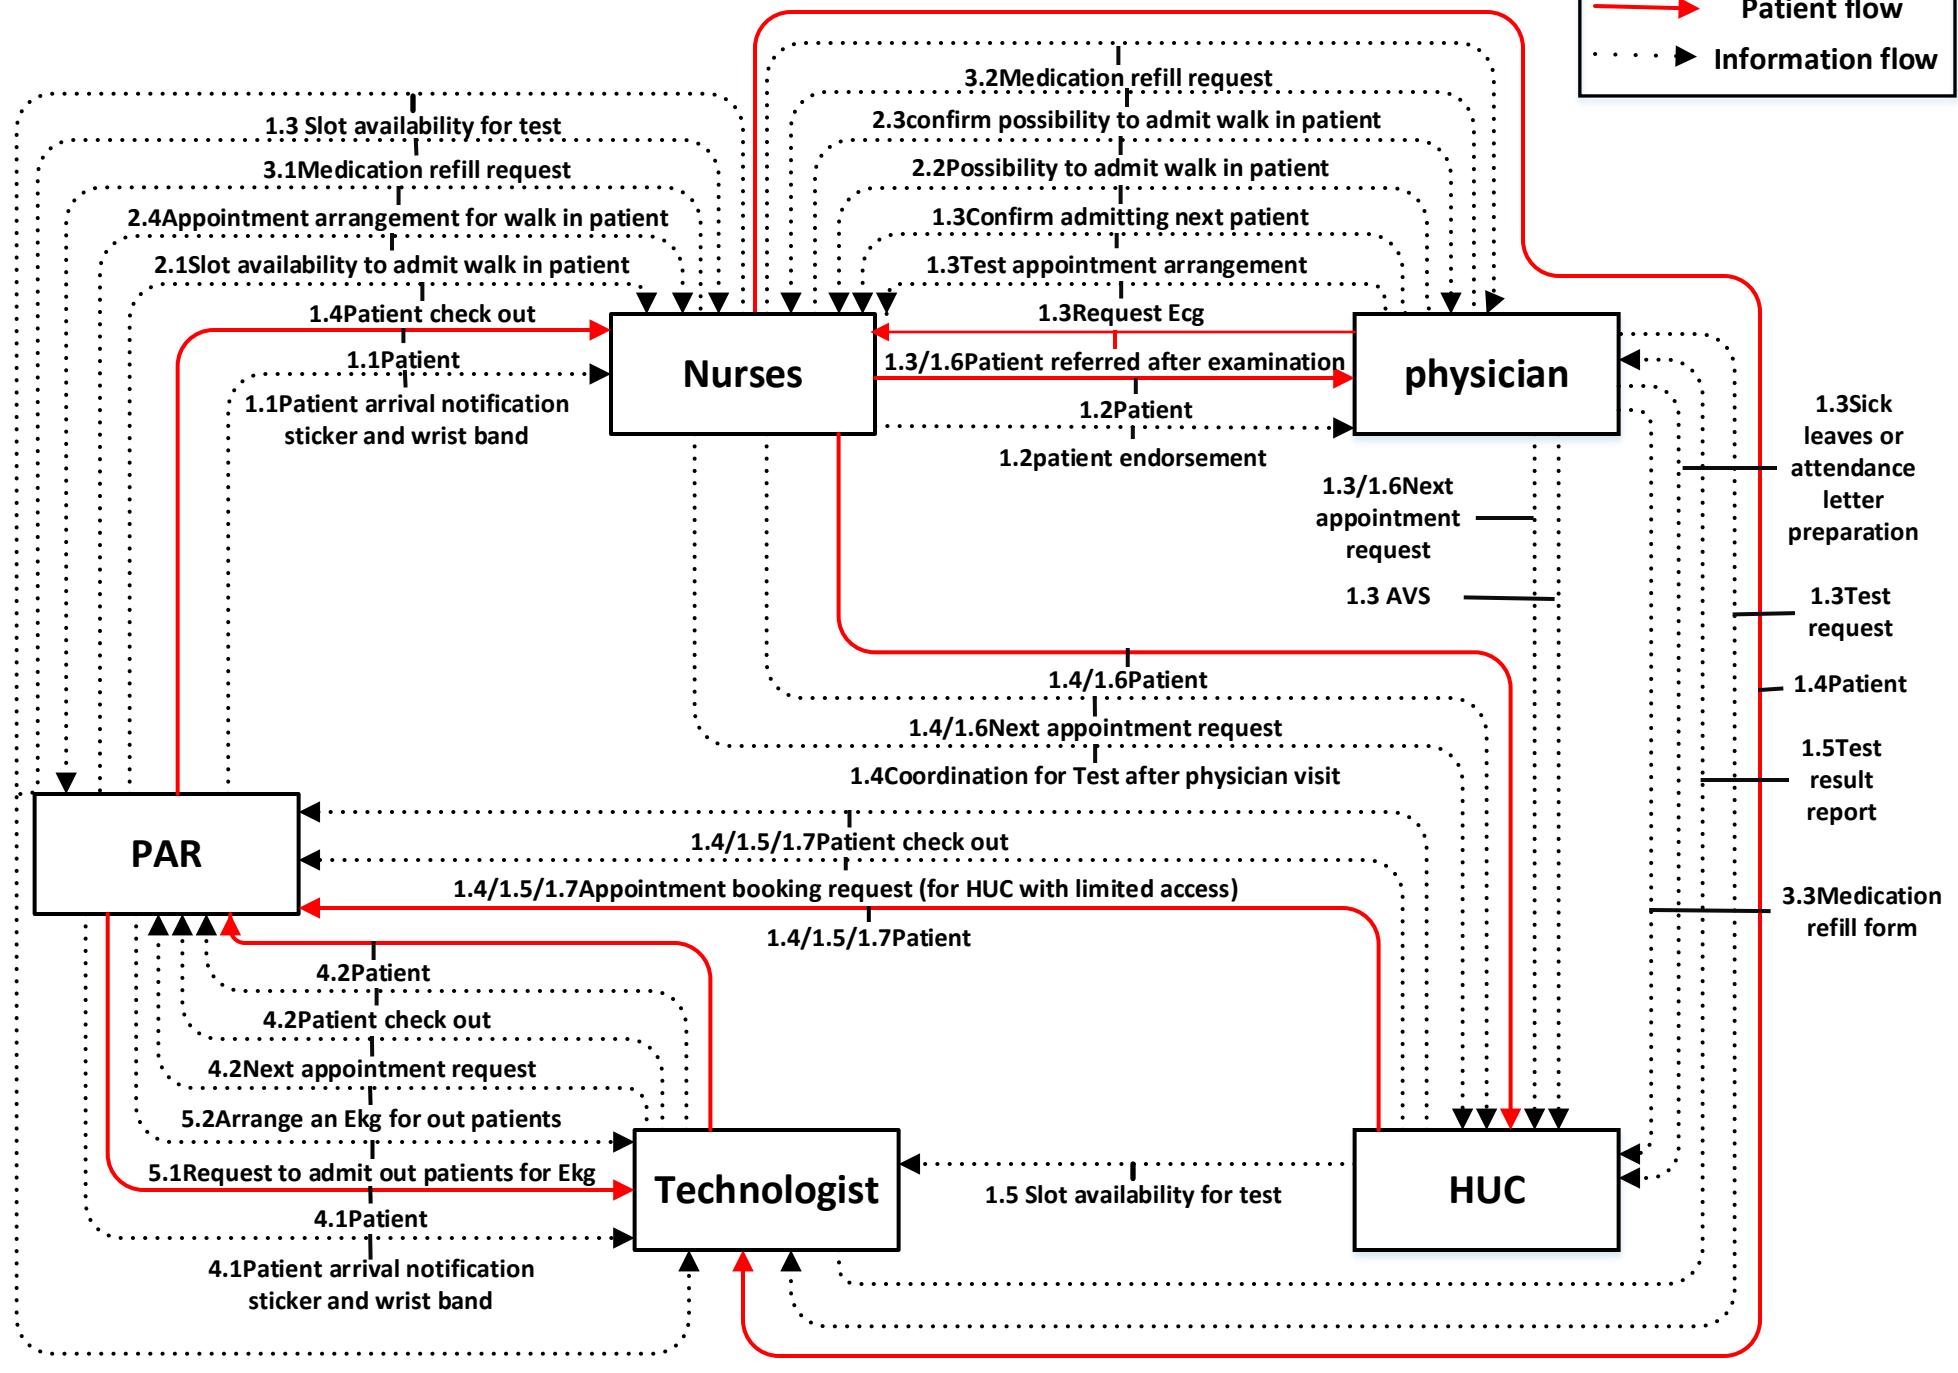 Patient flow
Information flow
3.2Medication refill request
2.3confirm possibility to admit walk in patient
2.2Possibility to admit walk in patient
1.3Confirm admitting next patient
1.3Test appointment arrangement
1.3Request Ecg
1.3/1.6Patient referred after examination
1.2Patient
1.2patient endorsement
1.3 Slot availability for test
3.1Medication refill request
2.4Appointment arrangement for walk in patient
2.1Slot availability to admit walk in patient
1.4Patient check out
1.1Patient
1.1Patient arrival notification
sticker and wrist band
Nurses
physician
1.3/1.6Next
appointment
request
1.3 AVS
1.3Sick
leaves or
attendance
letter
preparation
1.3Test
request
1.4Patient
1.5Test
result
report
3.3Medication
refill form
1.4/1.6Patient
1.4/1.6Next appointment request
1.4Coordination for Test after physician visit
PAR
1.4/1.5/1.7Patient check out
1.4/1.5/1.7Appointment booking request (for HUC with limited access)
1.4/1.5/1.7Patient
4.2Patient
4.2Patient check out
4.2Next appointment request
5.2Arrange an Ekg for out patients
5.1Request to admit out patients for Ekg
4.1Patient
4.1Patient arrival notification
sticker and wrist band
Technologist
1.5 Slot availability for test
HUC